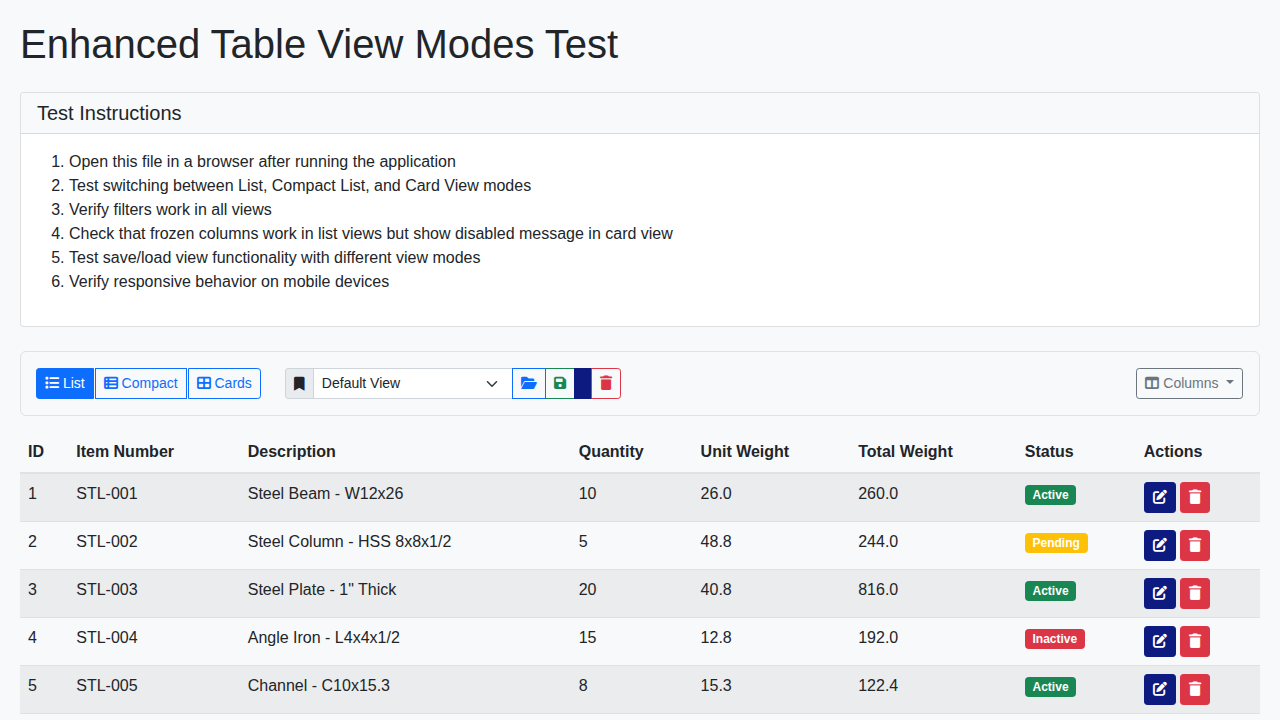 Enhanced Table View Modes Test
Test Instructions
1. Open this file in a browser after running the application
2. Test switching between List, Compact List, and Card View modes
3. Verify filters work in all views
4. Check that frozen columns work in list views but show disabled message in card view
5. Test save/load view functionality with different view modes
6. Verify responsive behavior on mobile devices
List Compact Cards Default View Columns
ID Item Number Description Quantity Unit Weight Total Weight Status Actions
1 STL-001 Steel Beam - W12x26 10 26.0 260.0 Active
2 STL-002 Steel Column - HSS 8x8x1/2 5 48.8 244.0 Pending
3 STL-003 Steel Plate - 1" Thick 20 40.8 816.0 Active
4 STL-004 Angle Iron - L4x4x1/2 15 12.8 192.0 Inactive
5 STL-005 Channel - C10x15.3 8 15.3 122.4 Active